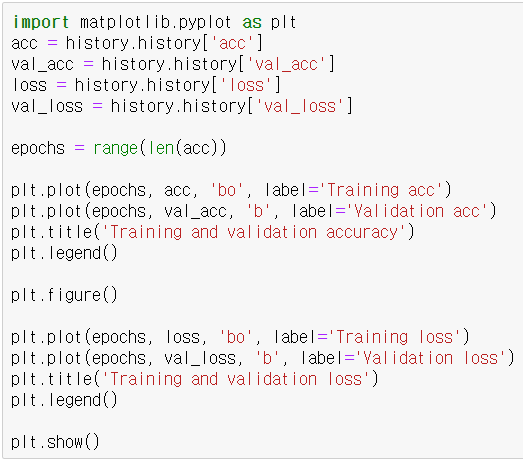 import matplotlib.pyplot as plt
acc = history.history['acc']
val_acc = history.history['val_acc']
loss = history.history['loss']
val_loss = history.history['val_loss']
epochs = range(len(acc))
plt.plot(epochs, acc, 'bo', label='Training acc')
plt.plot(epochs, val_acc, 'b', label='Validation acc')
plt.title('Training and validation accuracy')
plt.legend()
plt.figure()
plt.plot(epochs, loss, 'bo', label='Training loss')
plt.plot(epochs, val_loss, 'b', label='Validation loss')
plt.title('Training and validation loss')
plt.legend()
plt.show()